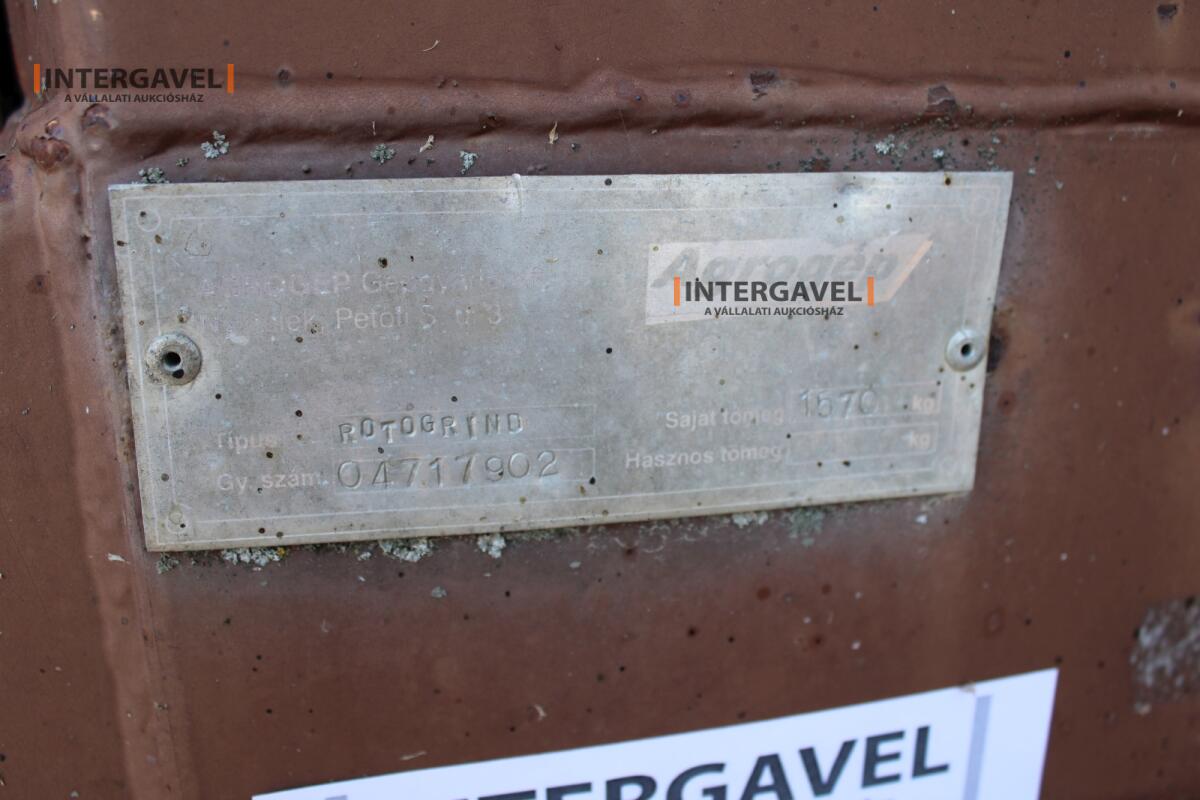 INTERGAVEL
A VÁLLALATI AUKCIÓSHÁZ
Agrogép
INTERGAVEL
A VÁLLALATI AUKCIÓSHÁZ
Petőfi S. u. 3
Típus ROTOGRIND
Gy. szám: 04717902
Saját tömeg 1570 kg
Hasznos tömeg kg
INTERGAVEL